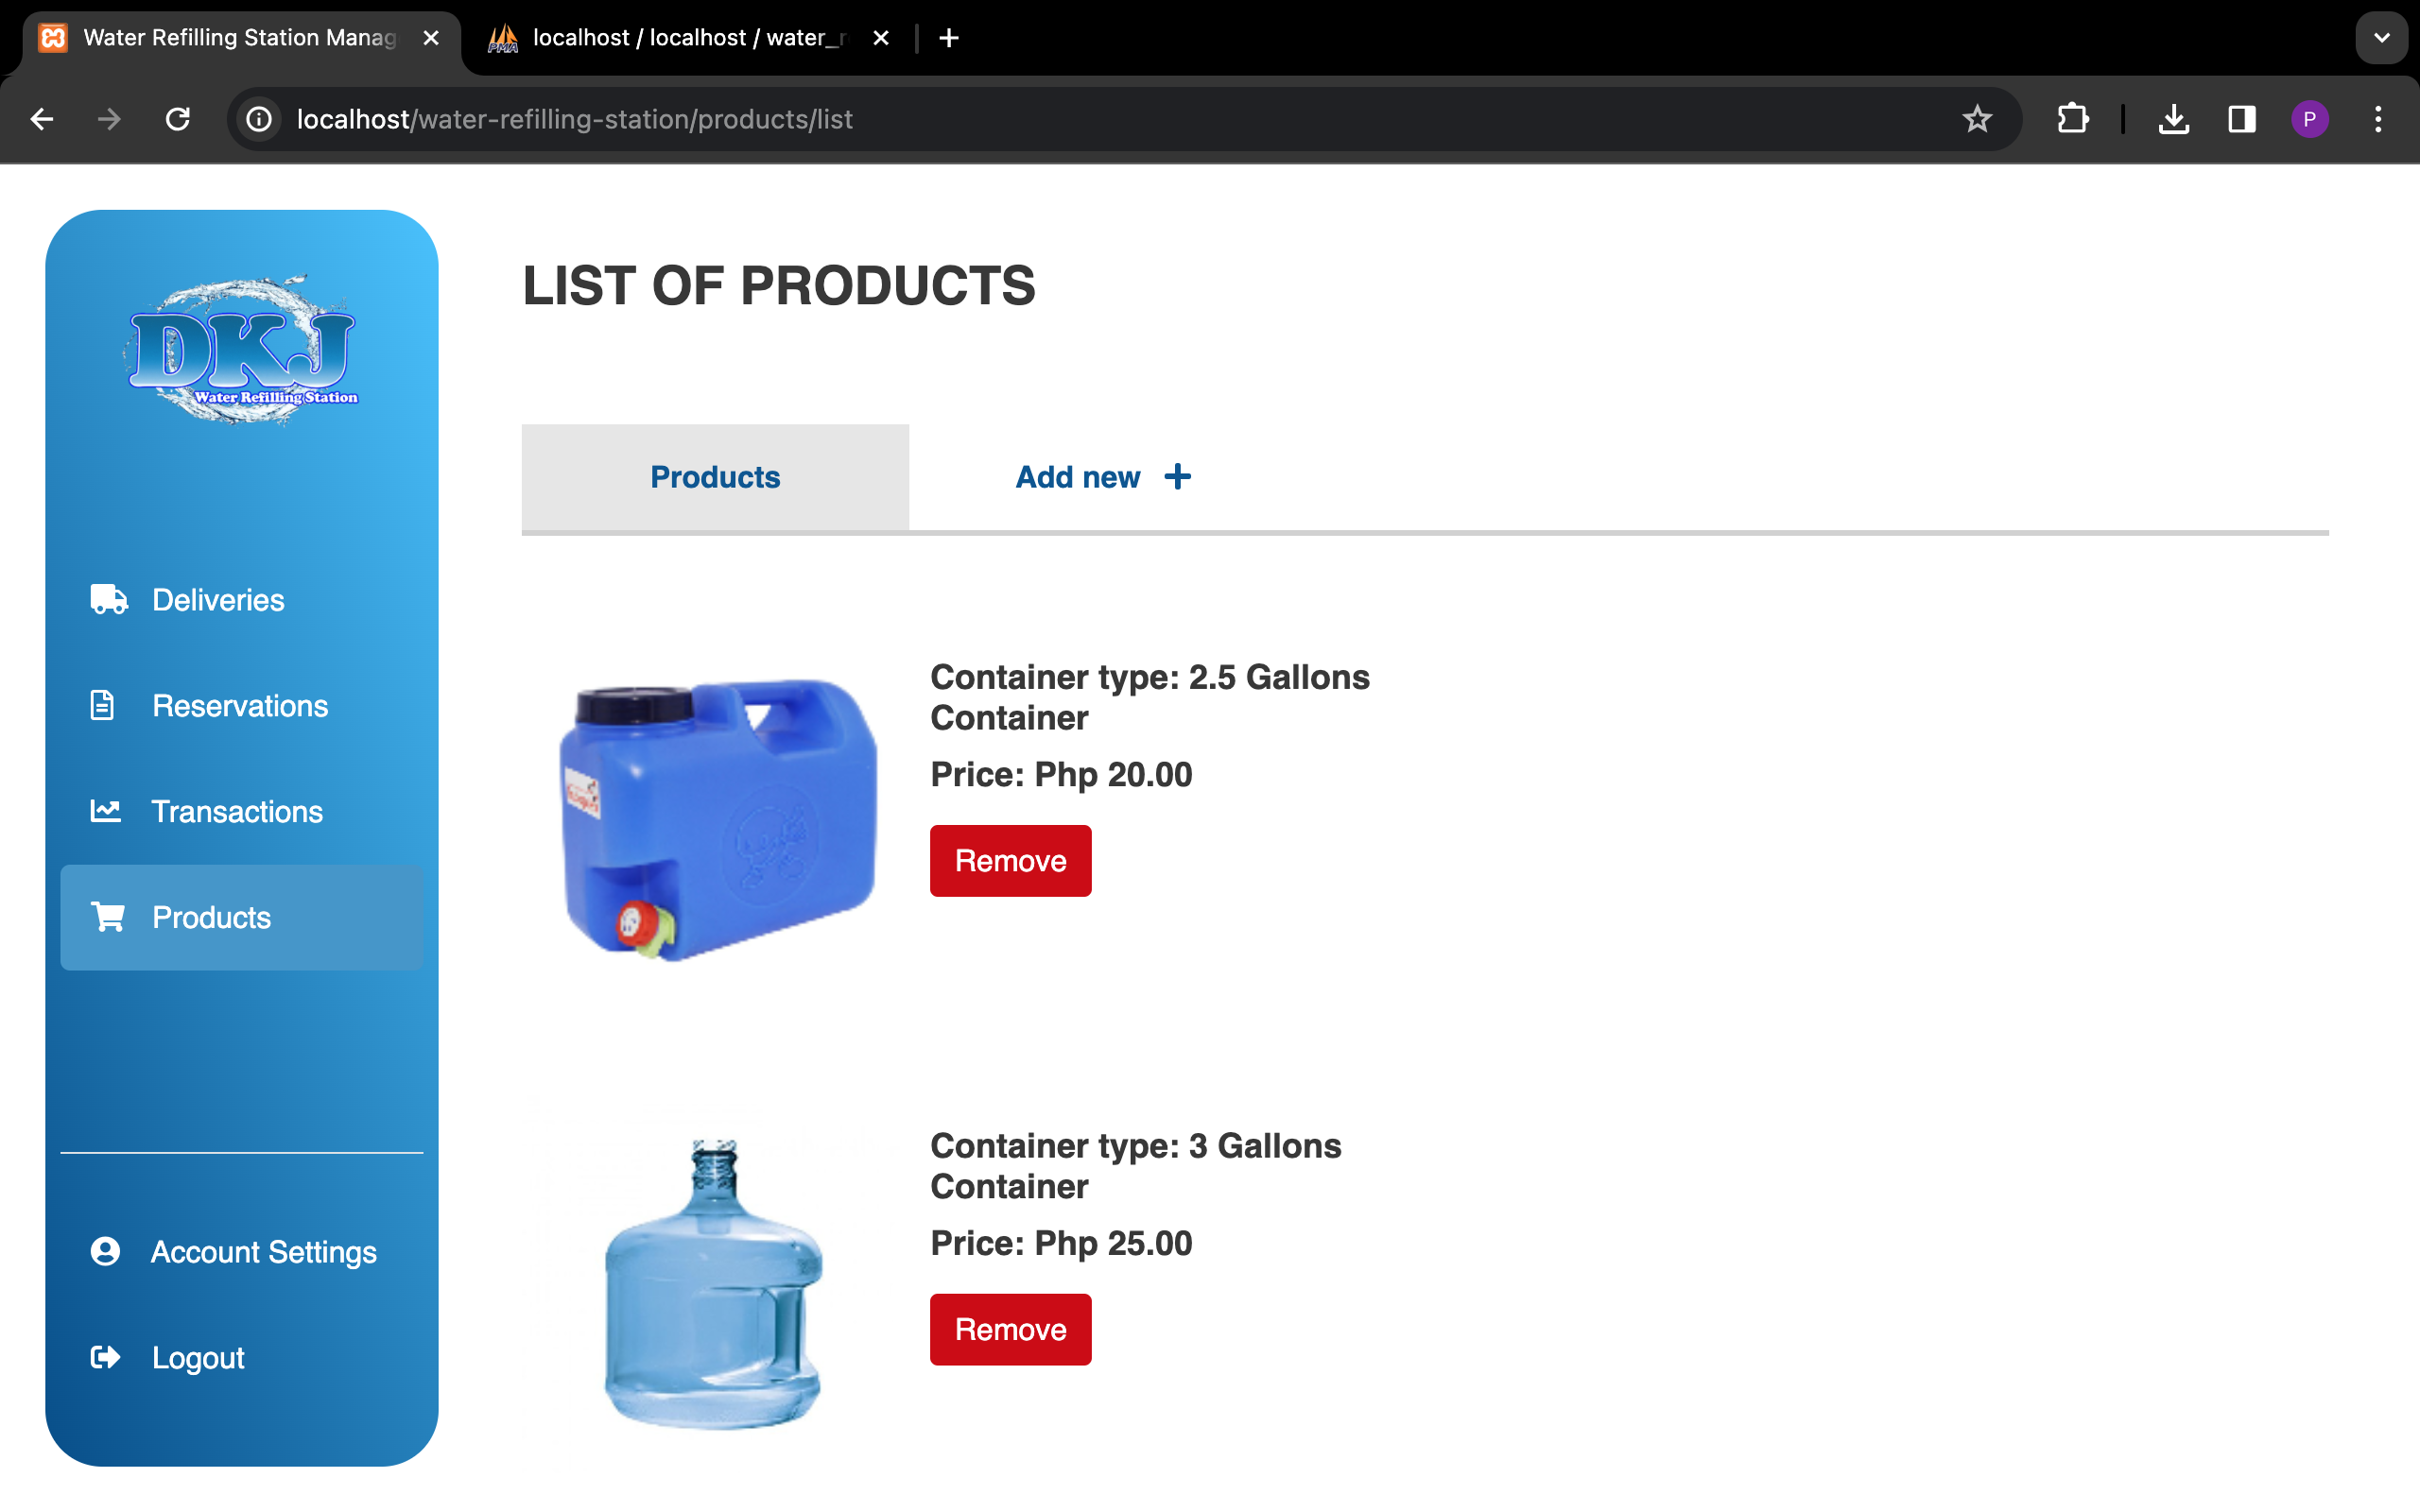 Water Refilling Station Manag
localhost / localhost / water_r
localhost/water-refilling-station/products/list
P
DKJ
Water Refilling Station
Deliveries
Reservations
Transactions
Products
Account Settings
Logout
LIST OF PRODUCTS
Products
Add new
Container type: 2.5 Gallons
Container
Price: Php 20.00
Remove
Container type: 3 Gallons
Container
Price: Php 25.00
Remove